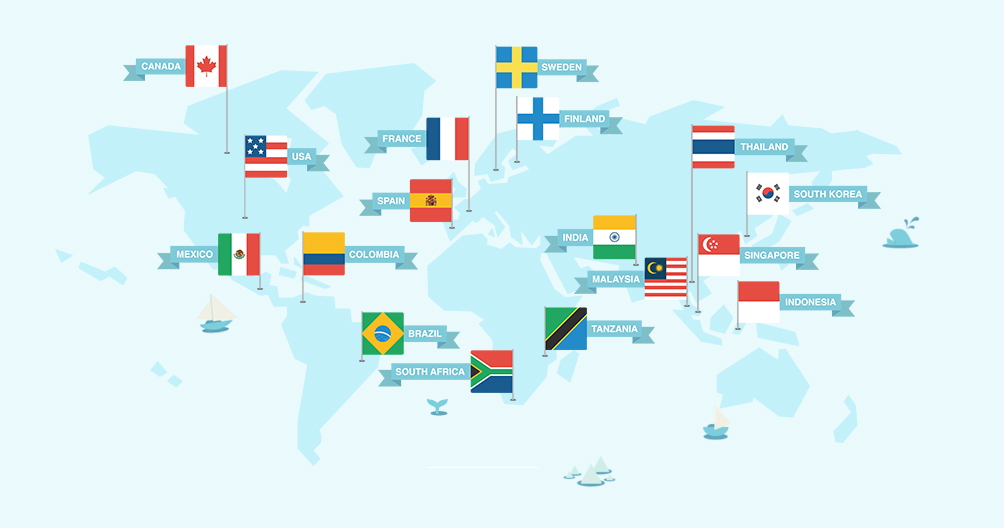 CANADA
SWEDEN
FINLAND
FRANCE
THAILAND
USA
SOUTH KOREA
SPAIN
INDIA
MEXICO
COLOMBIA
SINGAPORE
MALAYSIA
INDONESIA
BRAZIL
TANZANIA
SOUTH AFRICA